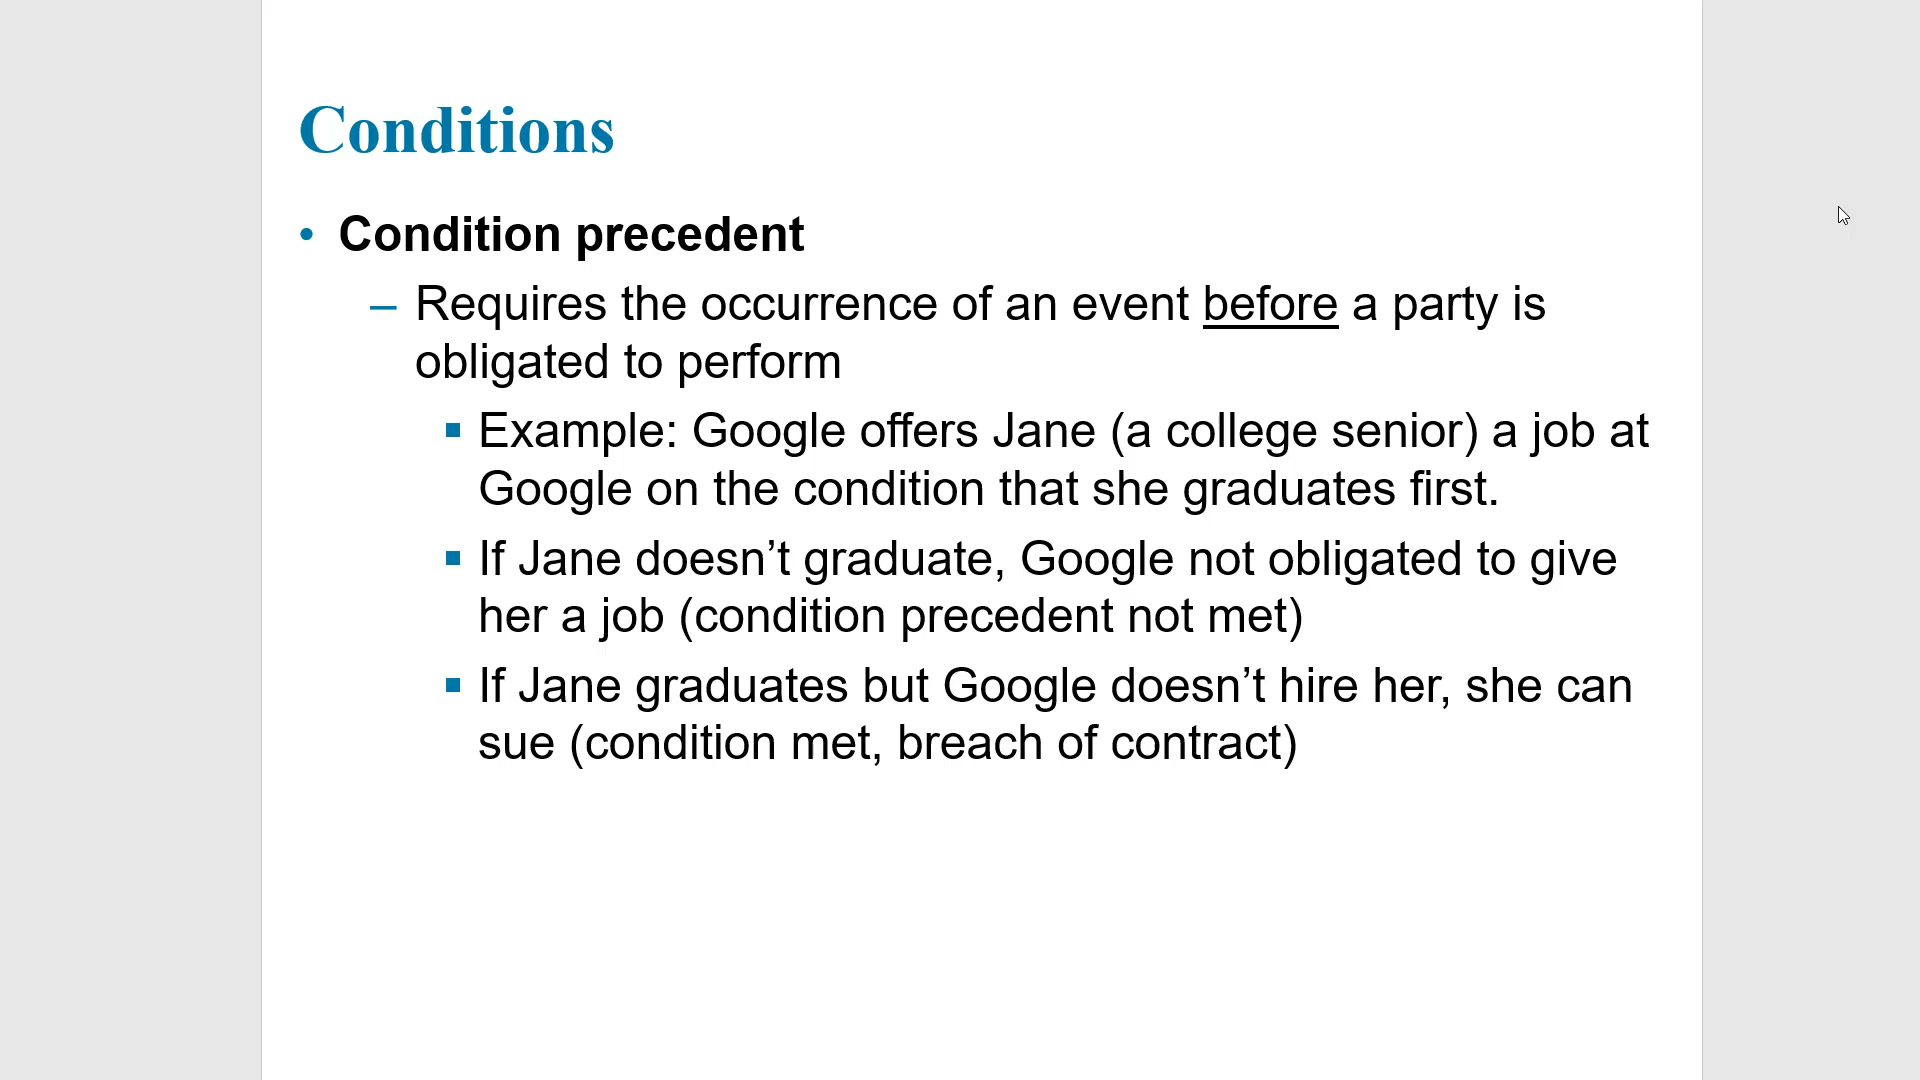 Conditions
• Condition precedent
– Requires the occurrence of an event before a party is
obligated to perform
▪ Example: Google offers Jane (a college senior) a job at
Google on the condition that she graduates first.
▪ If Jane doesn’t graduate, Google not obligated to give
her a job (condition precedent not met)
▪ If Jane graduates but Google doesn’t hire her, she can
sue (condition met, breach of contract)